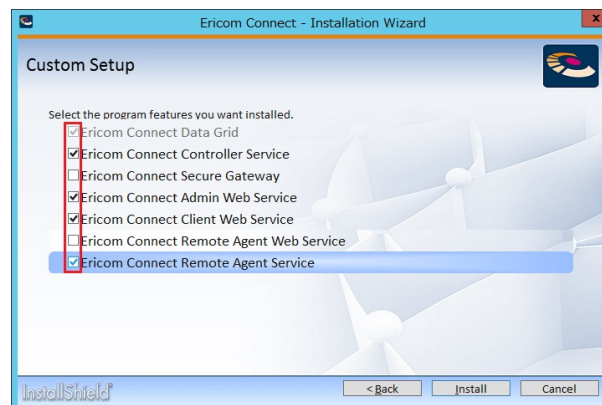 Ericom Connect - Installation Wizard
x
Custom Setup
Select the program features you want installed.
Ericom Connect Data Grid
Ericom Connect Controller Service
Ericom Connect Secure Gateway
Ericom Connect Admin Web Service
Ericom Connect Client Web Service
Ericom Connect Remote Agent Web Service
Ericom Connect Remote Agent Service
InstallShield
< Back Install Cancel